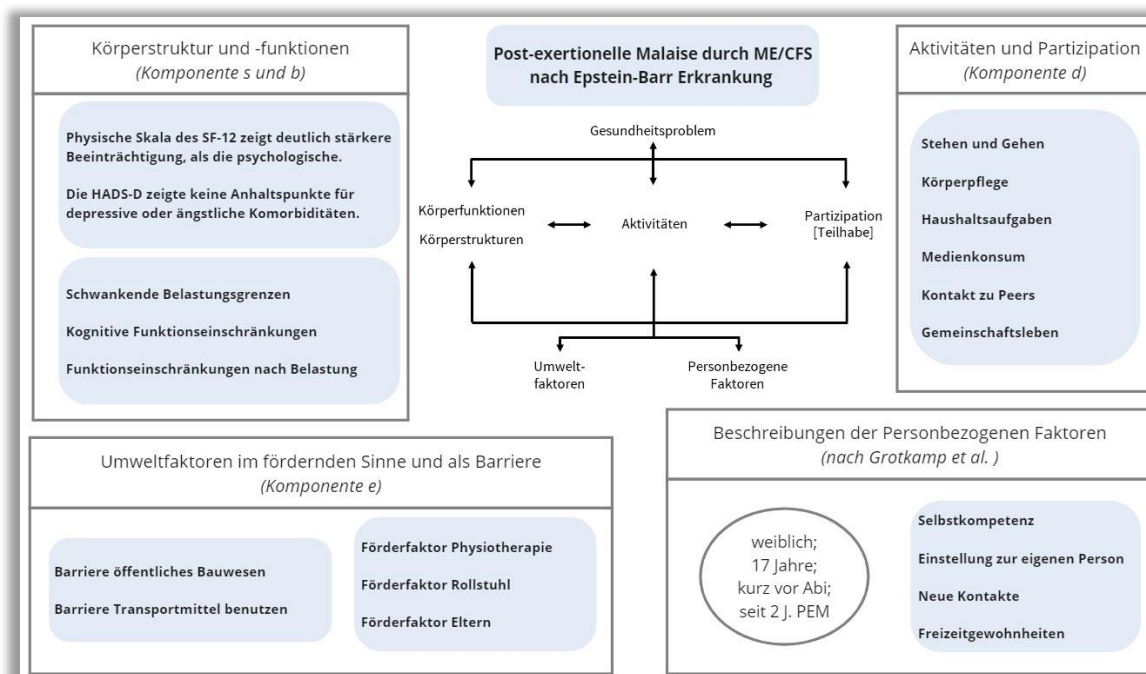 Körperstruktur und -funktionen
(Komponente s und b)
Physische Skala des SF-12 zeigt deutlich stärkere
Beeinträchtigung, als die psychologische.
Die HADS-D zeigte keine Anhaltspunkte für
depressive oder ängstliche Komorbiditäten.
Schwankende Belastungsgrenzen
Kognitive Funktionseinschränkungen
Funktionseinschränkungen nach Belastung
Post-exertionelle Malaise durch ME/CFS
nach Epstein-Barr Erkrankung
Gesundheitsproblem
Körperfunktionen
Körperstrukturen
Aktivitäten
Partizipation
[Teilhabe]
Umwelt-
faktoren
Personbezogene
Faktoren
Aktivitäten und Partizipation
(Komponente d)
Stehen und Gehen
Körperpflege
Haushaltsaufgaben
Medienkonsum
Kontakt zu Peers
Gemeinschaftsleben
Umweltfaktoren im fördernden Sinne und als Barriere
(Komponente e)
Barriere öffentliches Bauwesen
Barriere Transportmittel benutzen
Förderfaktor Physiotherapie
Förderfaktor Rollstuhl
Förderfaktor Eltern
Beschreibungen der Personbezogenen Faktoren
(nach Grotkamp et al. )
weiblich;
17 Jahre;
kurz vor Abi;
seit 2 J. PEM
Selbstkompetenz
Einstellung zur eigenen Person
Neue Kontakte
Freizeitgewohnheiten